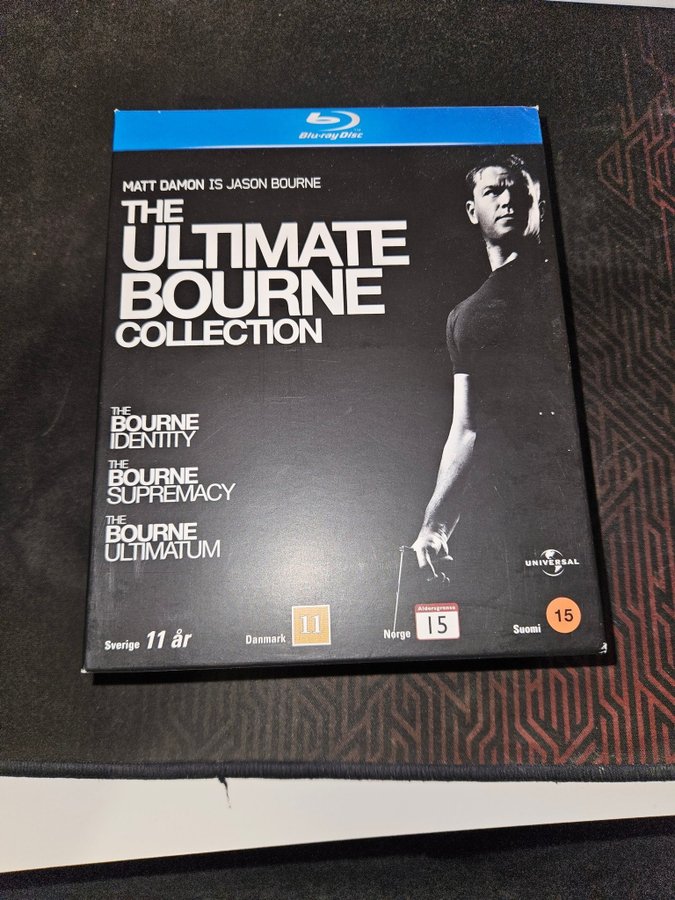 Blu-ray Disc
MATT DAMON IS JASON BOURNE
THE
ULTIMATE
BOURNE
COLLECTION
THE
BOURNE
IDENTITY
THE
BOURNE
SUPREMACY
THE
BOURNE
ULTIMATUM
UNIVERSAL
Sverige 11 år
Danmark 11
Norge Aldersgrense 15
Suomi 15